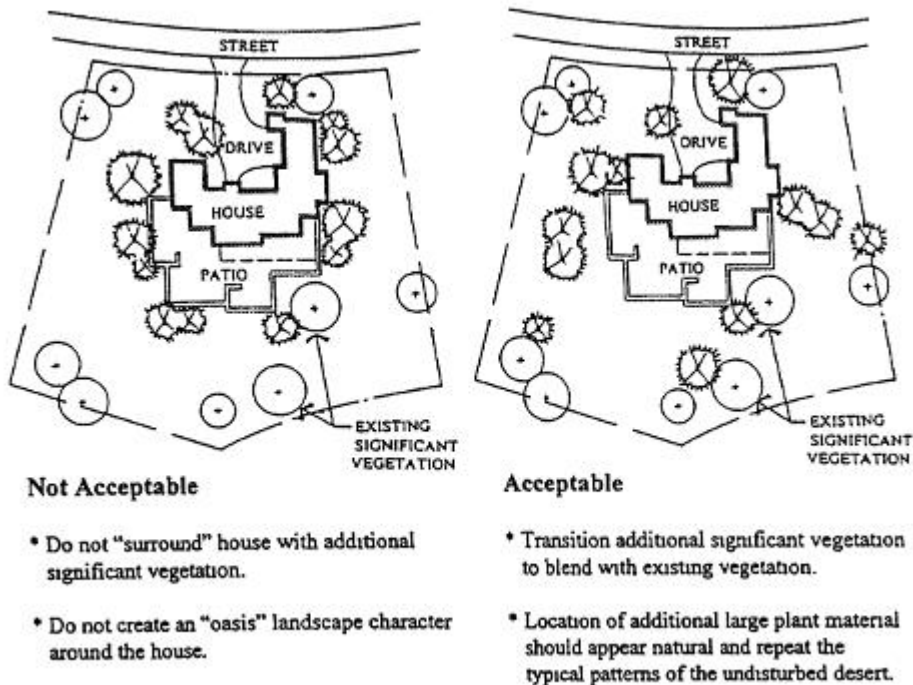 STREET
DRIVE
HOUSE
PATIO
EXISTING
SIGNIFICANT
VEGETATION
Not Acceptable
* Do not “surround” house with additional
significant vegetation.
* Do not create an “oasis” landscape character
around the house.
STREET
DRIVE
HOUSE
PATIO
EXISTING
SIGNIFICANT
VEGETATION
Acceptable
* Transition additional significant vegetation
to blend with existing vegetation.
* Location of additional large plant material
should appear natural and repeat the
typical patterns of the undisturbed desert.